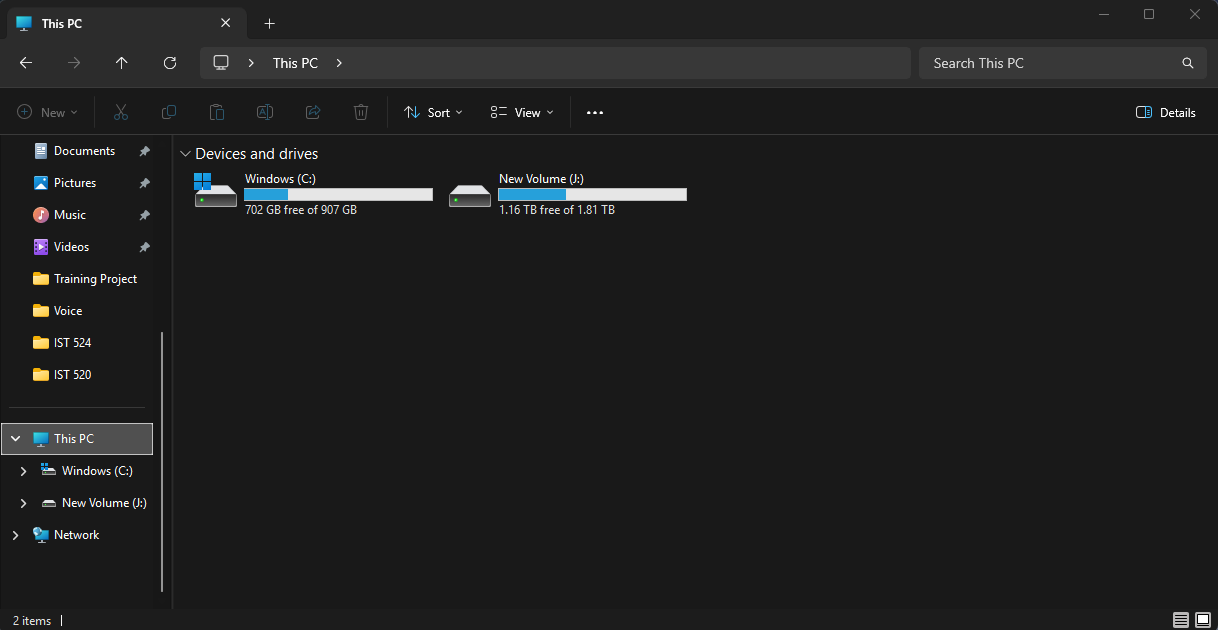 This PC
This PC
Search This PC
New
Sort
View
Details
Documents
Pictures
Music
Videos
Training Project
Voice
IST 524
IST 520
This PC
Windows (C:)
New Volume (J:)
Network
Devices and drives
Windows (C:)
702 GB free of 907 GB
New Volume (J:)
1.16 TB free of 1.81 TB
2 items